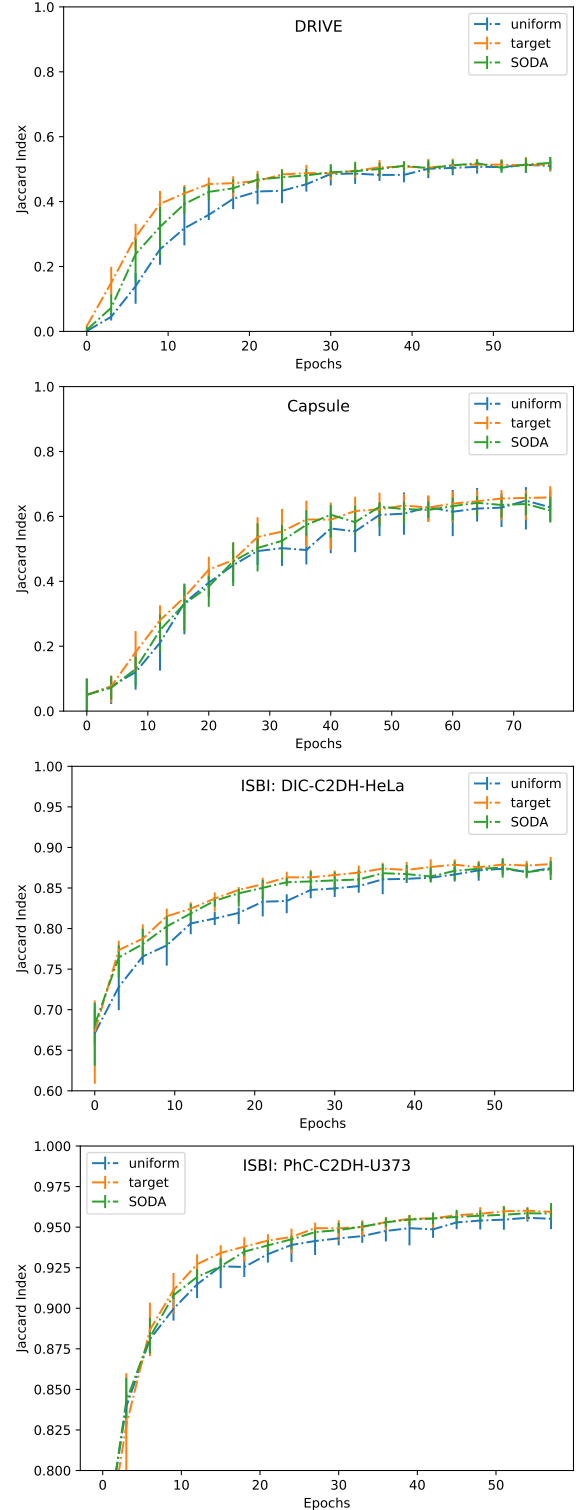 DRIVE
uniform
target
SODA
1.0
0.8
0.6
0.4
0.2
0.0
Jaccard Index
0 10 20 30 40 50
Epochs
Capsule
uniform
target
SODA
1.0
0.8
0.6
0.4
0.2
0.0
Jaccard Index
0 10 20 30 40 50 60 70
Epochs
ISBI: DIC-C2DH-HeLa
uniform
target
SODA
1.00
0.95
0.90
0.85
0.80
0.75
0.70
0.65
0.60
Jaccard Index
0 10 20 30 40 50
Epochs
ISBI: PhC-C2DH-U373
uniform
target
SODA
1.000
0.975
0.950
0.925
0.900
0.875
0.850
0.825
0.800
Jaccard Index
0 10 20 30 40 50
Epochs